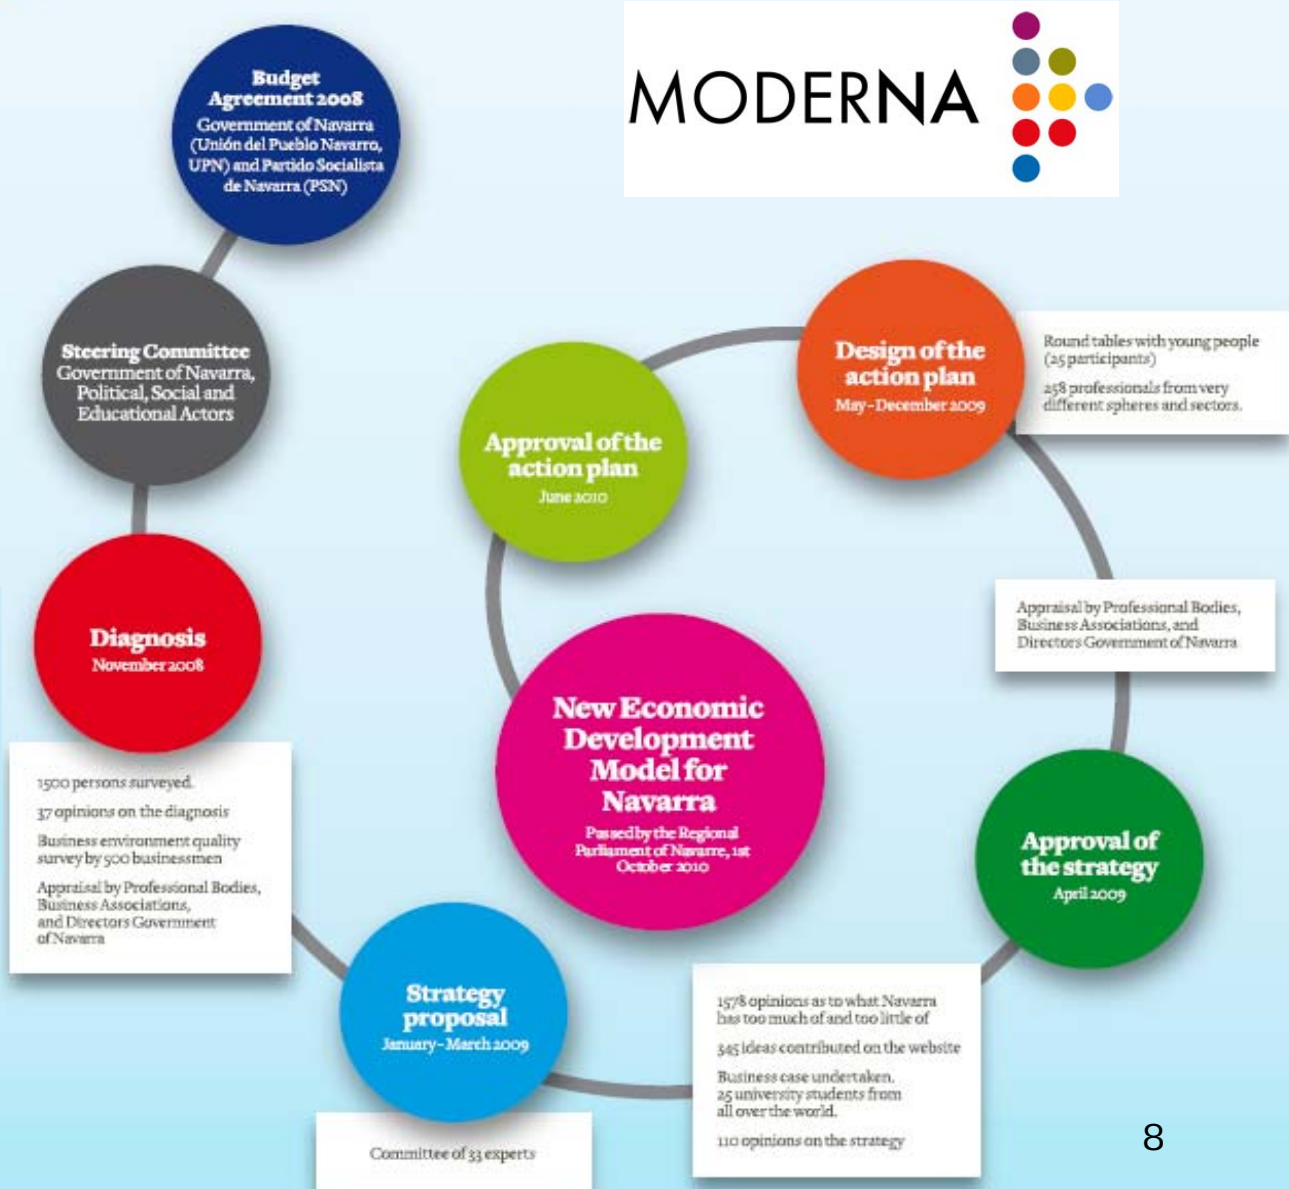 MODERNA
Budget
Agreement 2008
Government of Navarra
(Unión del Pueblo Navarro,
UPN) and Partido Socialista
de Navarra (PSN)
Steering Committee
Government of Navarra,
Political, Social and
Educational Actors
Diagnosis
November 2008
1500 persons surveyed.
37 opinions on the diagnosis
Business environment quality
survey by 500 businessmen
Appraisal by Professional Bodies,
Business Associations,
and Directors Government
of Navarra
Strategy
proposal
January-March 2009
Committee of 33 experts
1578 opinions as to what Navarra
has too much of and too little of
345 ideas contributed on the website
Business case undertaken.
25 university students from
all over the world.
110 opinions on the strategy
Approval of
the strategy
April 2009
Appraisal by Professional Bodies,
Business Associations, and
Directors Government of Navarra
Design of the
action plan
May-December 2009
Round tables with young people
(25 participants)
258 professionals from very
different spheres and sectors.
Approval of the
action plan
June 2010
New Economic
Development
Model for
Navarra
Passed by the Regional
Parliament of Navarre, 1st
October 2010
8